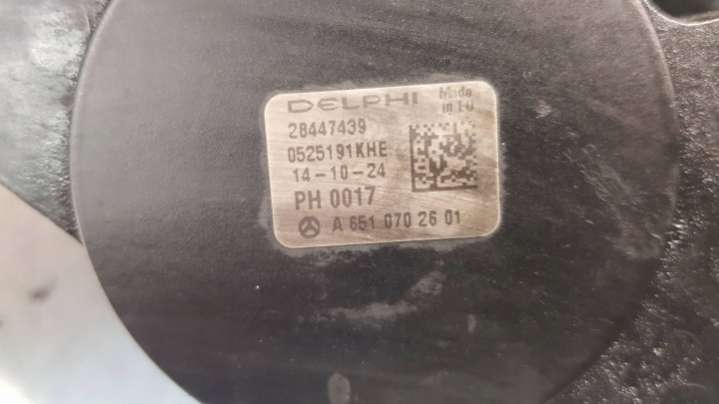 DELPHI Made
in EU
28447439
0525191KHE
14-10-24
PH 0017
A 651 070 26 01